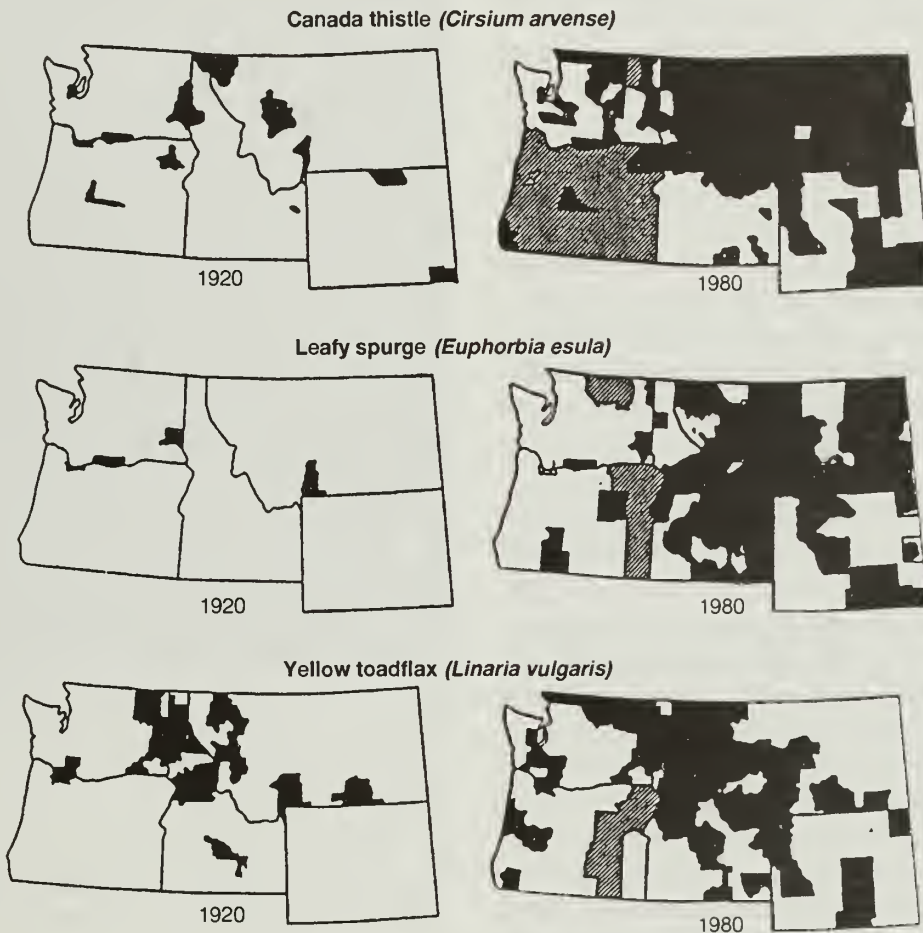 Canada thistle (Cirsium arvense)
1920
1980
Leafy spurge (Euphorbia esula)
1920
1980
Yellow toadflax (Linaria vulgaris)
1920
1980